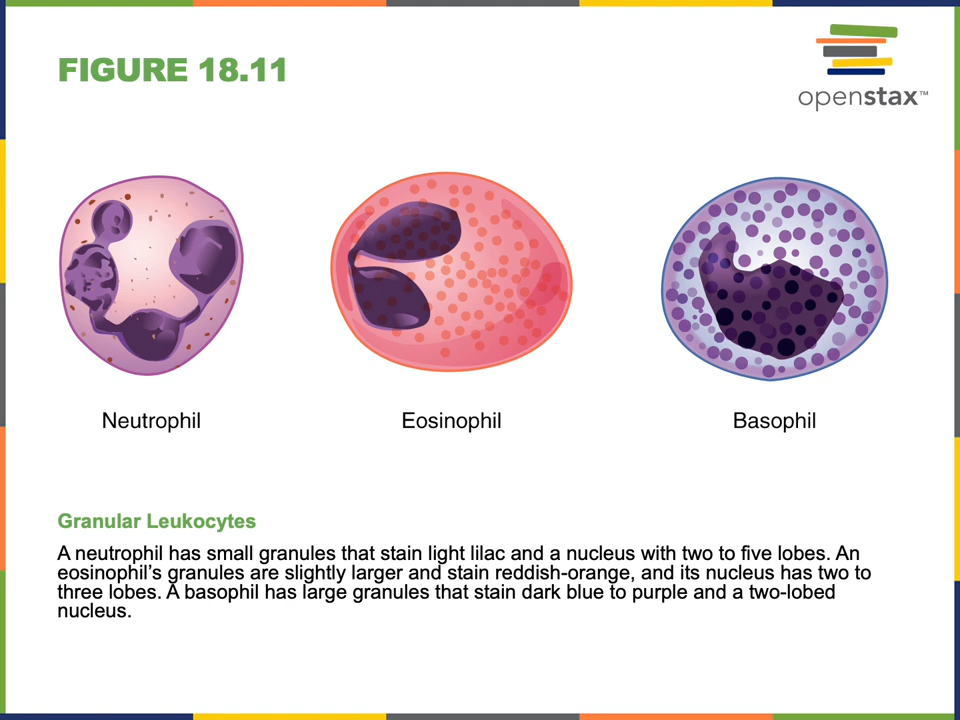 FIGURE 18.11
openstax™
Neutrophil
Eosinophil
Basophil
Granular Leukocytes
A neutrophil has small granules that stain light lilac and a nucleus with two to five lobes. An
eosinophil’s granules are slightly larger and stain reddish-orange, and its nucleus has two to
three lobes. A basophil has large granules that stain dark blue to purple and a two-lobed
nucleus.